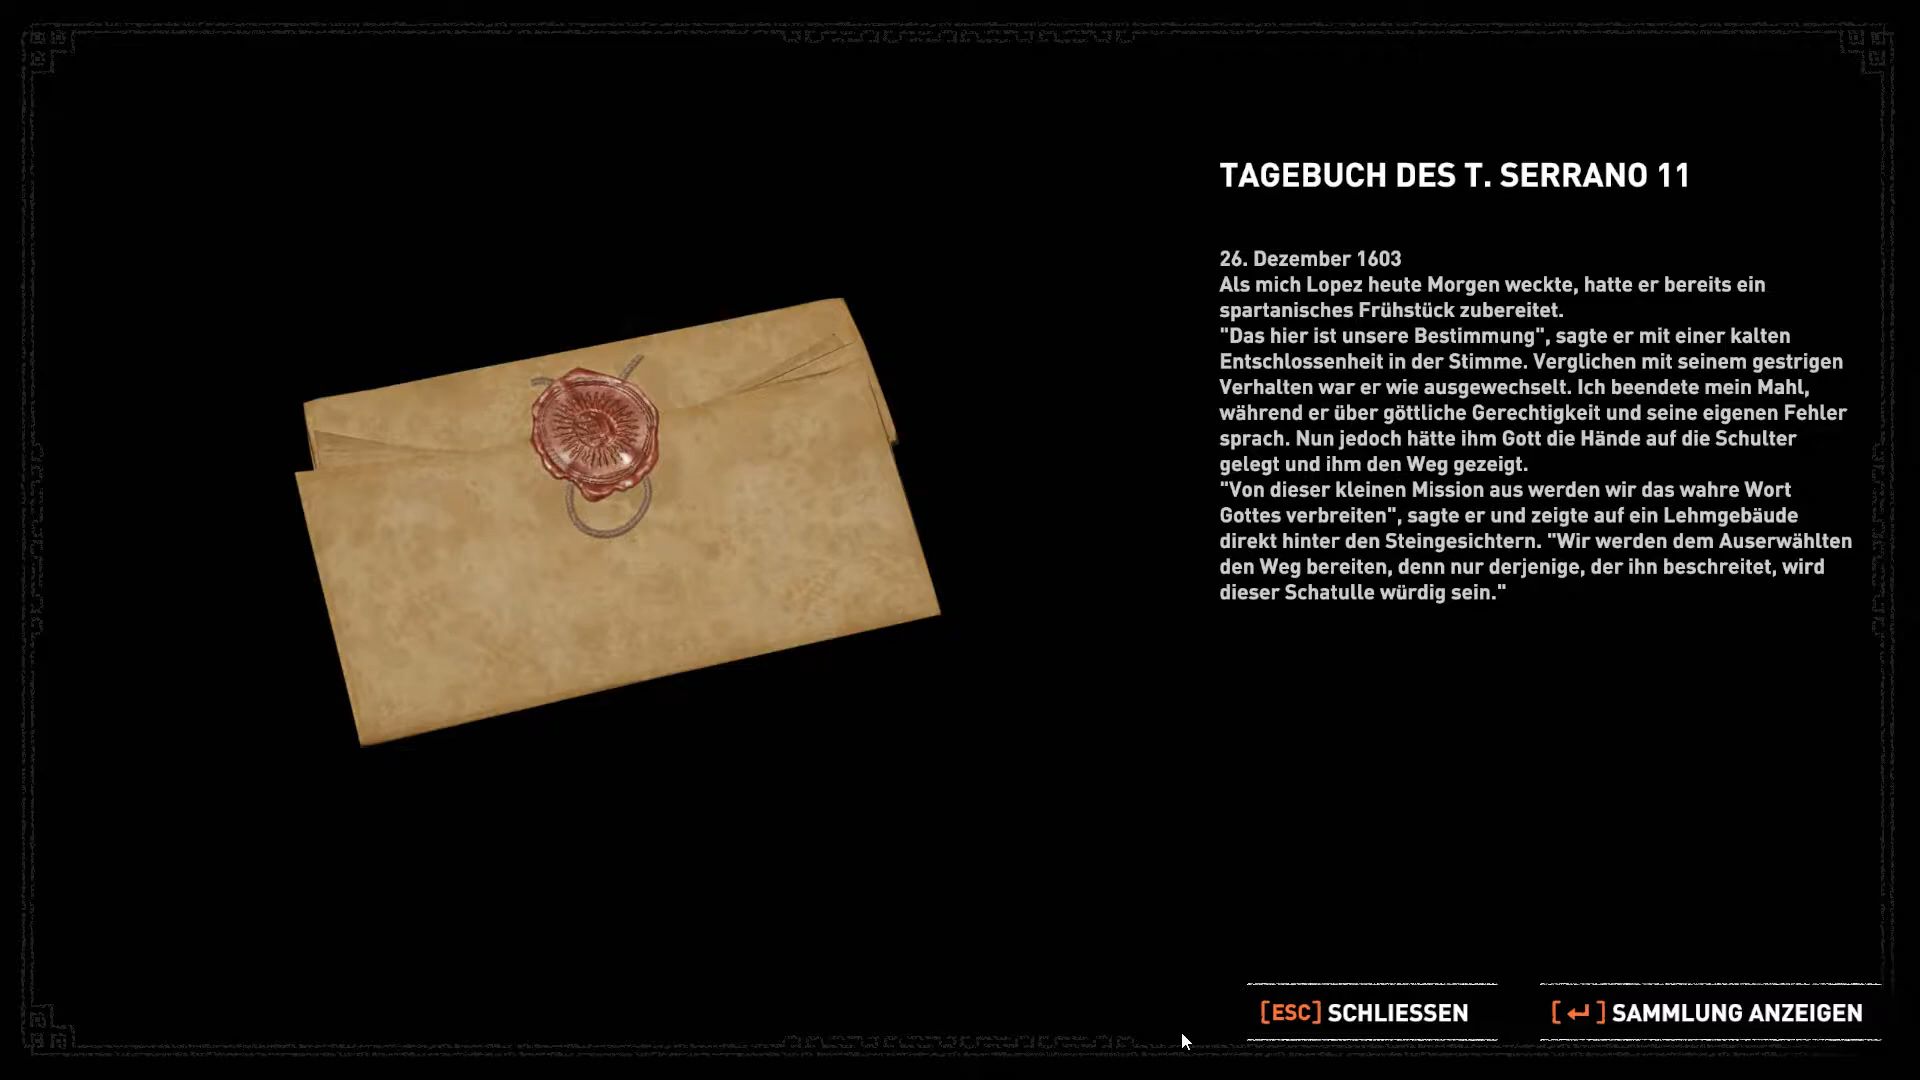 TAGEBUCH DES T. SERRANO 11
26. Dezember 1603
Als mich Lopez heute Morgen weckte, hatte er bereits ein
spartanisches Frühstück zubereitet.
"Das hier ist unsere Bestimmung", sagte er mit einer kalten
Entschlossenheit in der Stimme. Verglichen mit seinem gestrigen
Verhalten war er wie ausgewechselt. Ich beendete mein Mahl,
während er über göttliche Gerechtigkeit und seine eigenen Fehler
sprach. Nun jedoch hätte ihm Gott die Hände auf die Schulter
gelegt und ihm den Weg gezeigt.
"Von dieser kleinen Mission aus werden wir das wahre Wort
Gottes verbreiten", sagte er und zeigte auf ein Lehmgebäude
direkt hinter den Steingesichtern. "Wir werden dem Auserwählten
den Weg bereiten, denn nur derjenige, der ihn beschreitet, wird
dieser Schatulle würdig sein."
[ESC] SCHLIESSEN
[↵] SAMMLUNG ANZEIGEN